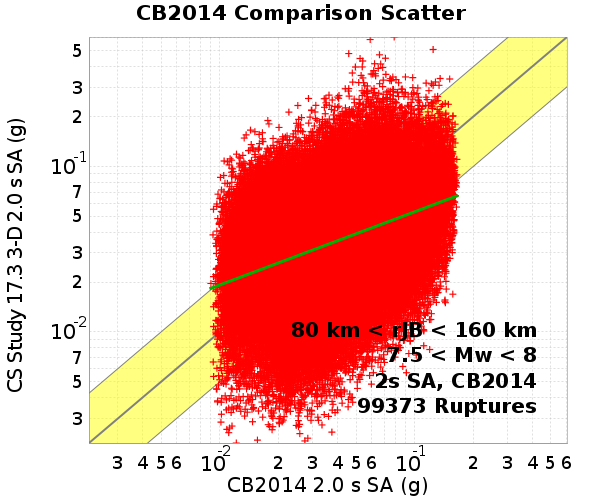 CB2014 Comparison Scatter
CS Study 17.3 3-D 2.0 s SA (g)
5
3
2
10-1
7
5
3
2
10-2
7
5
3
80 km < rJB < 160 km
7.5 < Mw < 8
2s SA, CB2014
99373 Ruptures
3 4 5 6 10-2 2 3 4 5 6 10-1 2 3 4 5 6
CB2014 2.0 s SA (g)